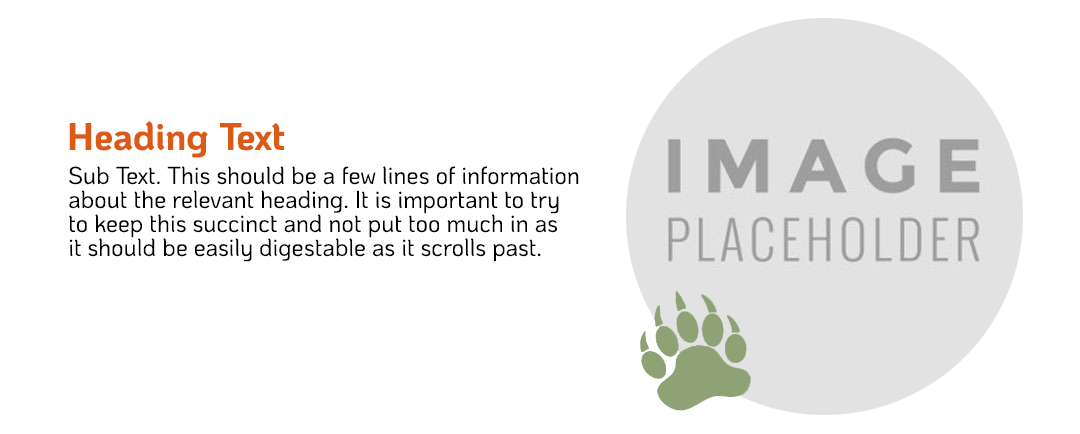 Heading Text
Sub Text. This should be a few lines of information
about the relevant heading. It is important to try
to keep this succinct and not put too much in as
it should be easily digestable as it scrolls past.
IMAGE
PLACEHOLDER